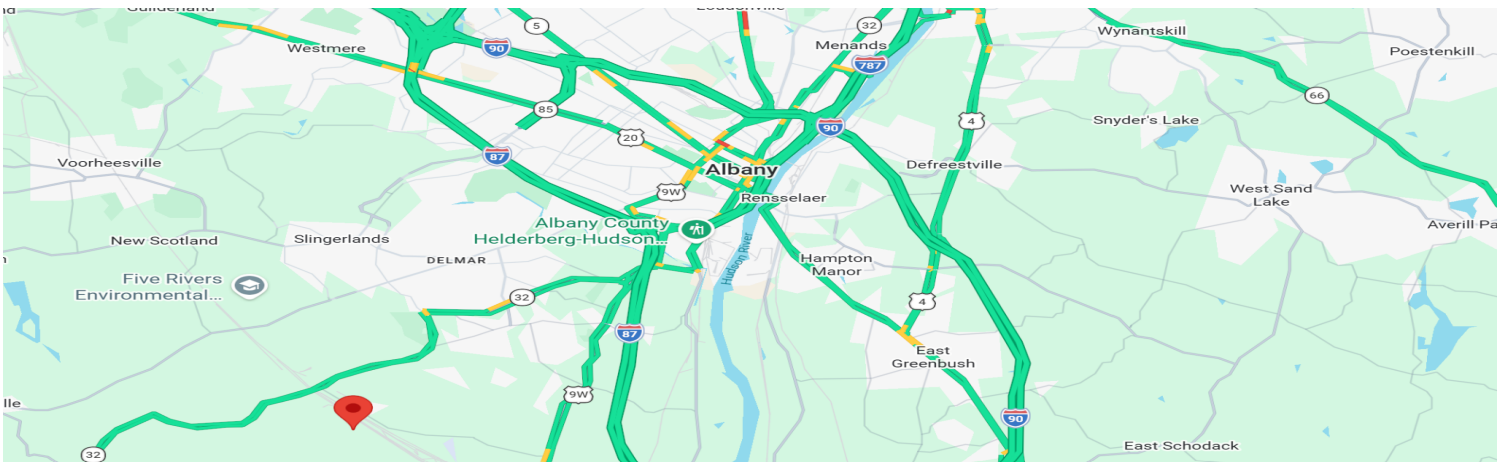 Guilderland
5
Loudonville
32
Westmere
90
Menands
Wynantskill
Poestenkill
787
66
85
4
Snyder's Lake
20
90
87
Voorheesville
Albany
Defreestville
9W
Rensselaer
West Sand
Lake
Albany County
Helderberg-Hudson...
Averill Pa
New Scotland
Slingerlands
DELMAR
Hudson River
Hampton
Manor
Five Rivers
Environmental...
32
4
87
East
Greenbush
9W
lle
90
East Schodack
32